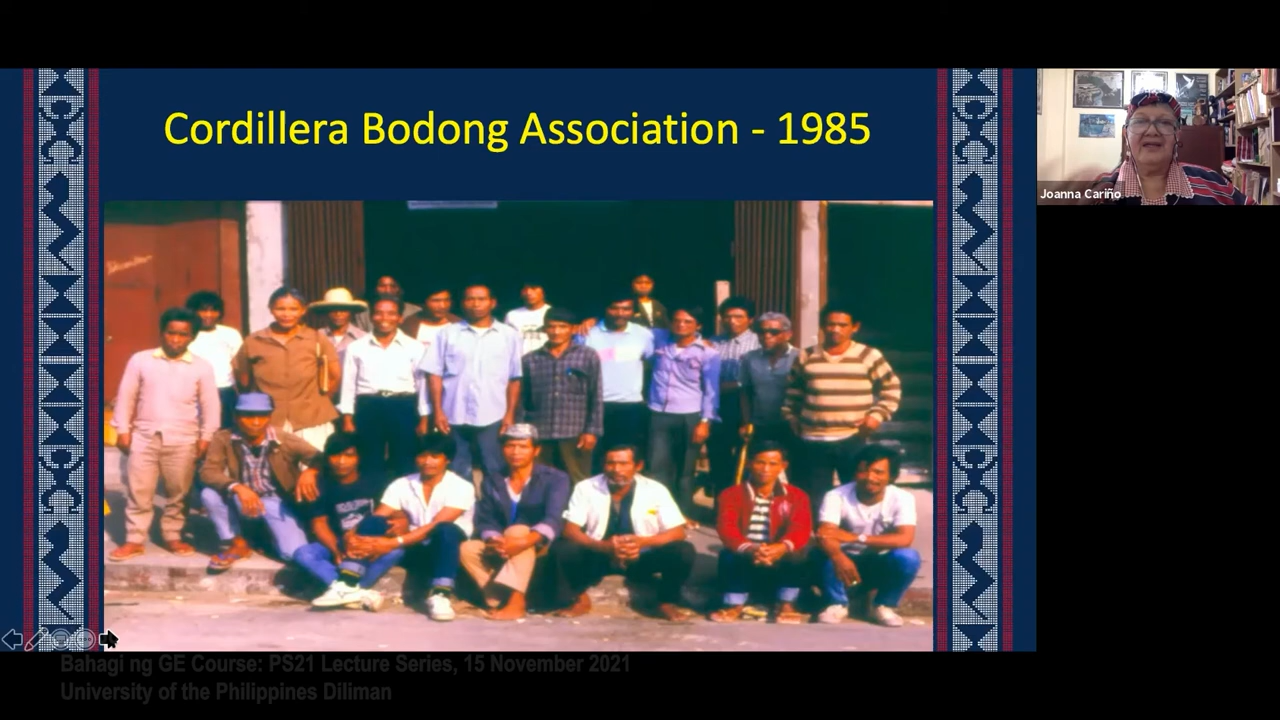 Cordillera Bodong Association - 1985
Joanna Cariño
Bahagi ng GE Course: PS21 Lecture Series, 15 November 2021
University of the Philippines Diliman